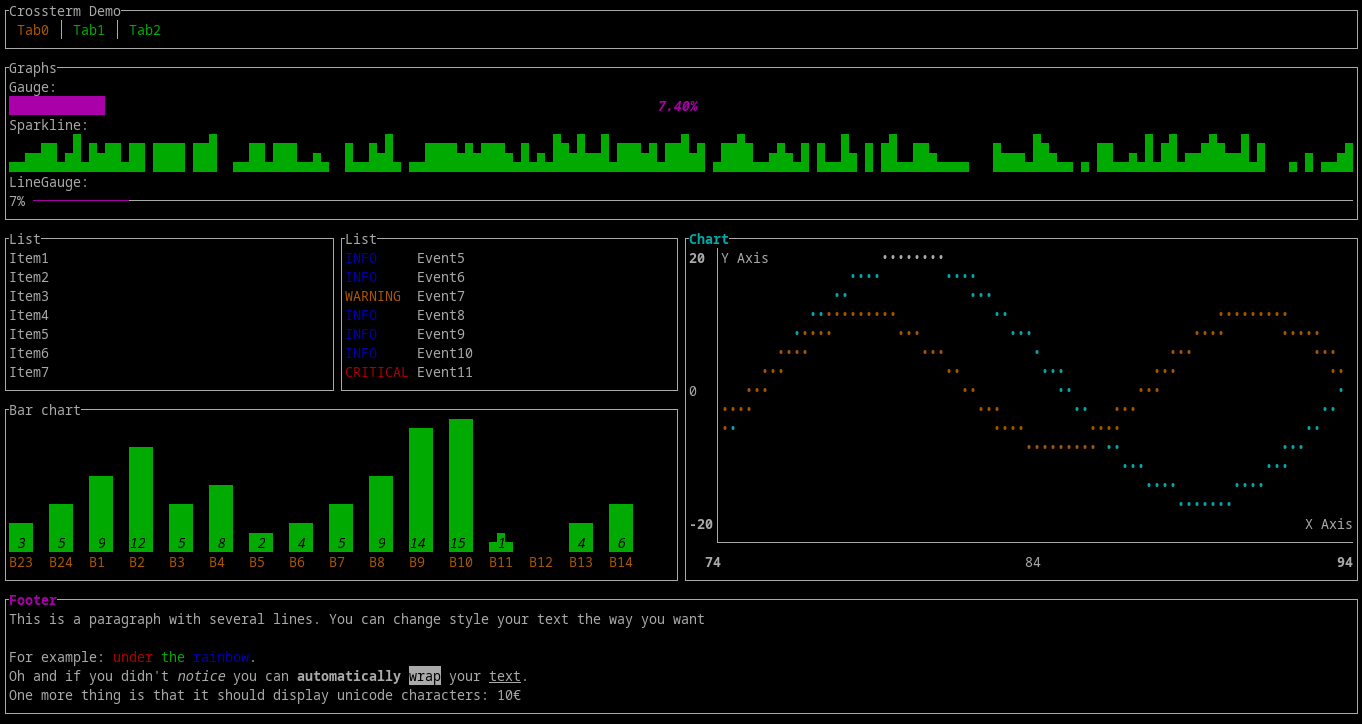 Crossterm Demo
Tab0 │ Tab1 │ Tab2
Graphs
Gauge:
7.40%
Sparkline:
LineGauge:
7%
List
Item1
Item2
Item3
Item4
Item5
Item6
Item7
List
INFO Event5
INFO Event6
WARNING Event7
INFO Event8
INFO Event9
INFO Event10
CRITICAL Event11
Bar chart
3 5 9 12 5 8 2 4 5 9 14 15 1 4 6
B23 B24 B1 B2 B3 B4 B5 B6 B7 B8 B9 B10 B11 B12 B13 B14
Chart
20 Y Axis
0
-20 X Axis
74 84 94
Footer
This is a paragraph with several lines. You can change style your text the way you want
For example: under the rainbow.
Oh and if you didn't notice you can automatically wrap your text.
One more thing is that it should display unicode characters: 10€